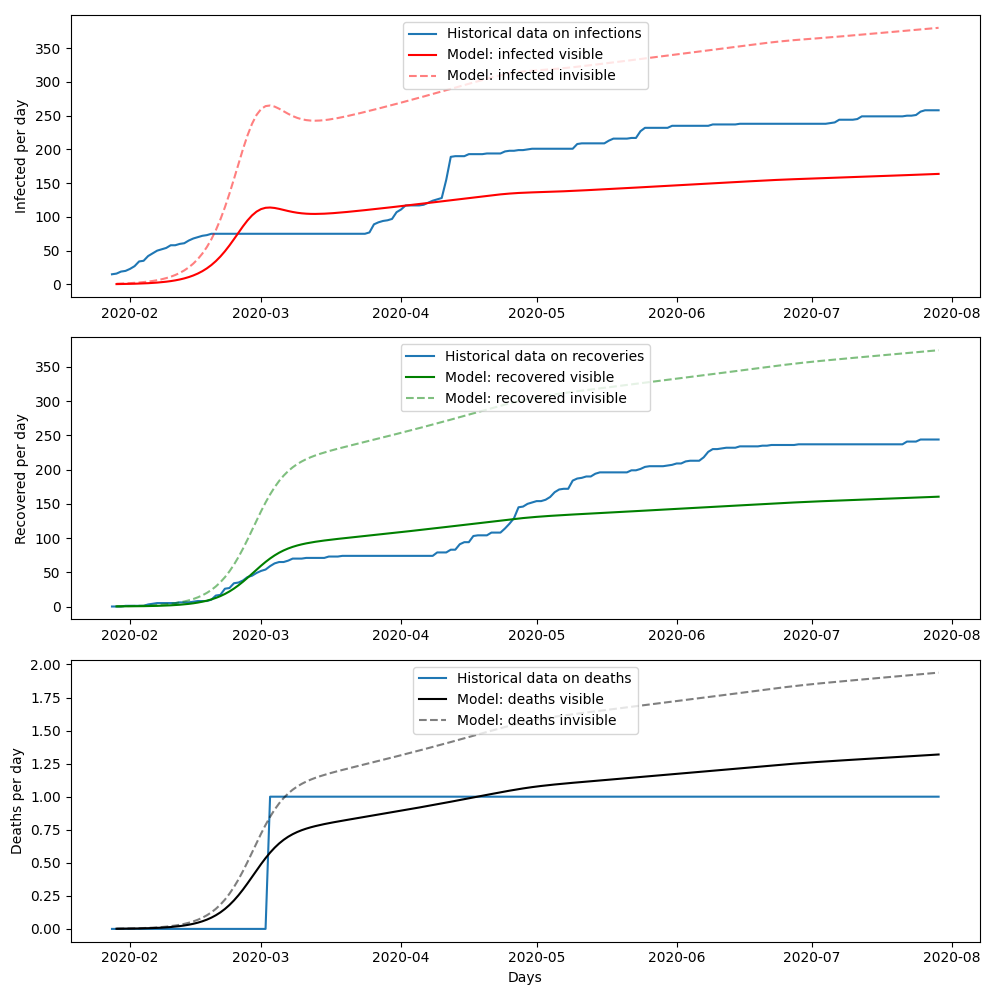 Historical data on infections
Model: infected visible
Model: infected invisible
Infected per day
350
300
250
200
150
100
50
0
2020-02 2020-03 2020-04 2020-05 2020-06 2020-07 2020-08
Historical data on recoveries
Model: recovered visible
Model: recovered invisible
Recovered per day
350
300
250
200
150
100
50
0
2020-02 2020-03 2020-04 2020-05 2020-06 2020-07 2020-08
Historical data on deaths
Model: deaths visible
Model: deaths invisible
Deaths per day
2.00
1.75
1.50
1.25
1.00
0.75
0.50
0.25
0.00
2020-02 2020-03 2020-04 2020-05 2020-06 2020-07 2020-08
Days